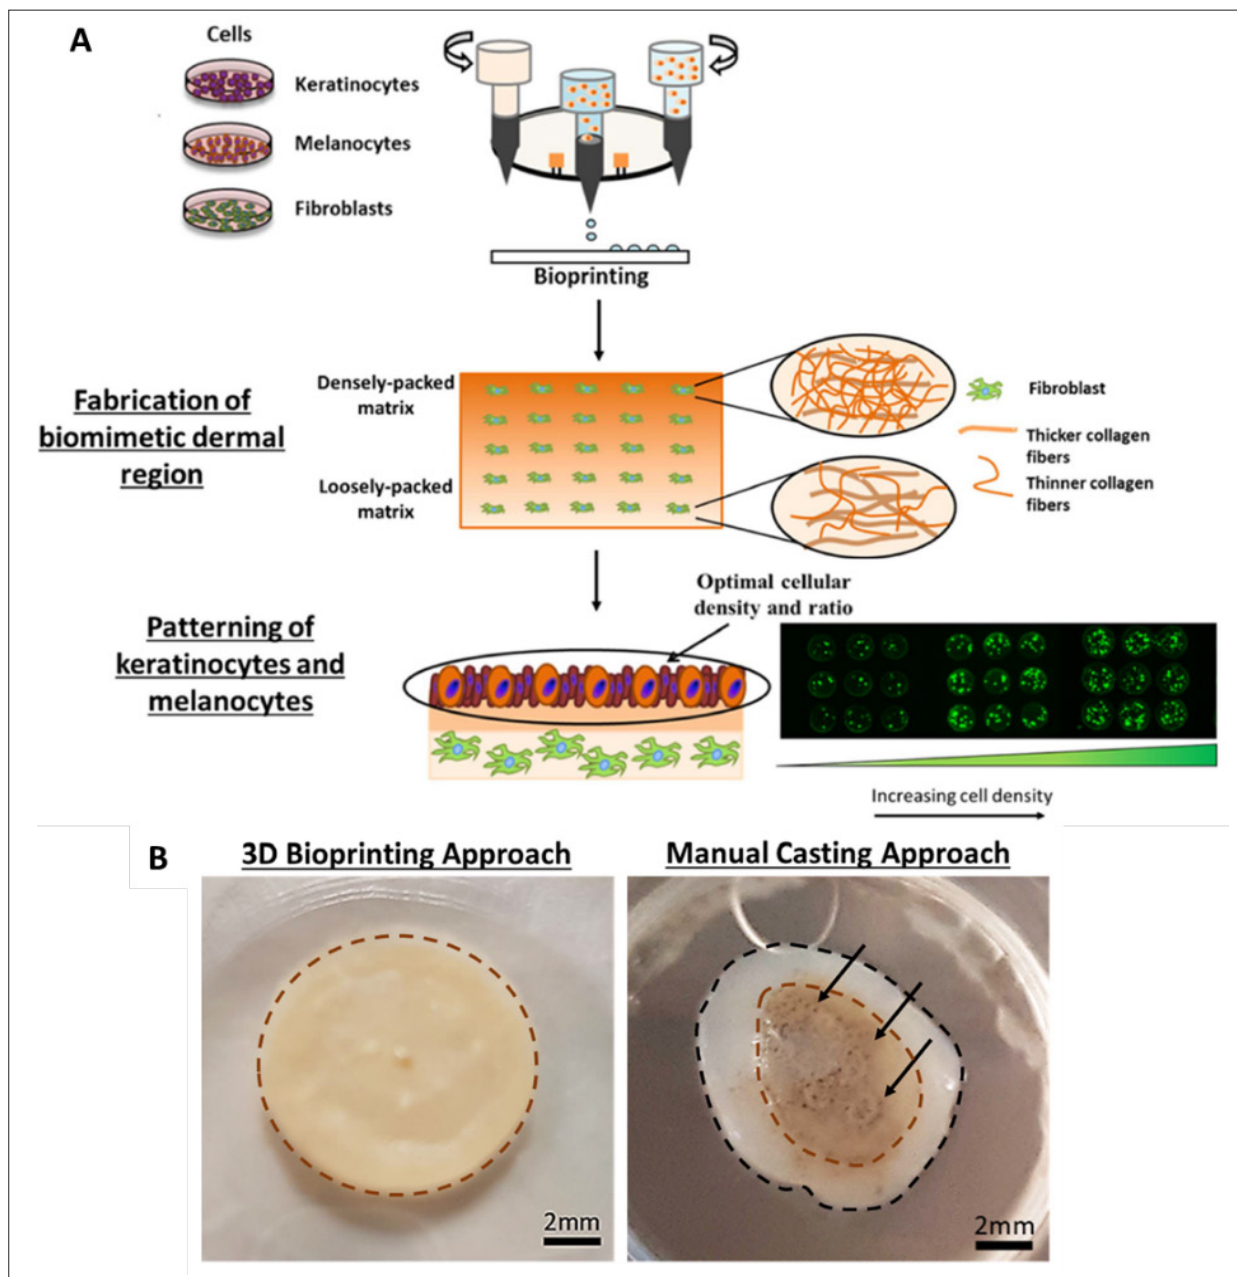 A
Cells
Keratinocytes
Melanocytes
Fibroblasts
Bioprinting
Fabrication of
biomimetic dermal
region
Densely-packed
matrix
Loosely-packed
matrix
Fibroblast
Thicker collagen
fibers
Thinner collagen
fibers
Patterning of
keratinocytes and
melanocytes
Optimal cellular
density and ratio
Increasing cell density
B
3D Bioprinting Approach
Manual Casting Approach
2mm
2mm